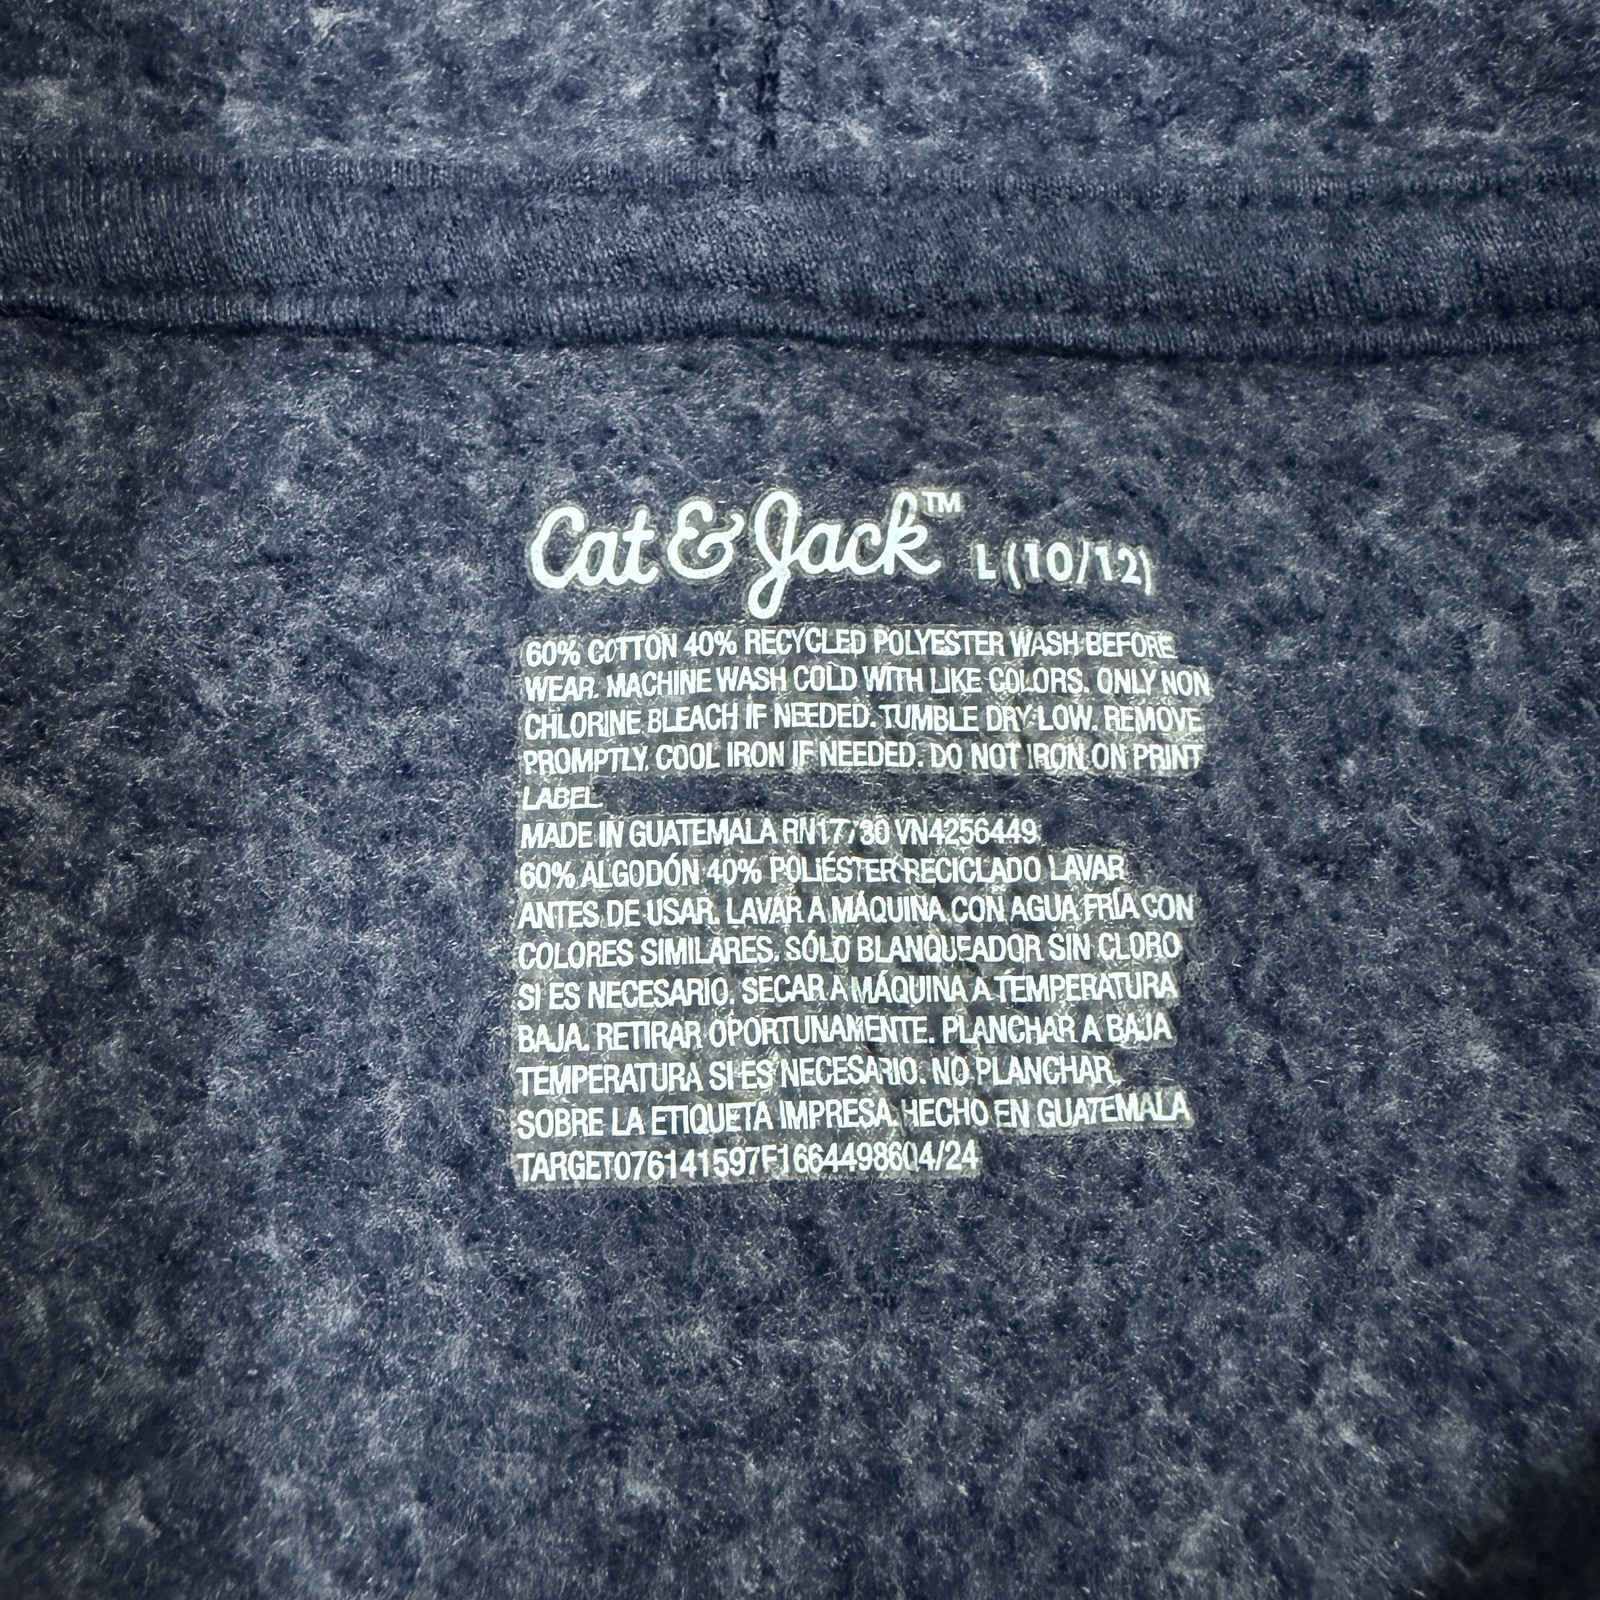 Cat & Jack™ L (10/12)
60% COTTON 40% RECYCLED POLYESTER WASH BEFORE
WEAR. MACHINE WASH COLD WITH LIKE COLORS. ONLY NON
CHLORINE BLEACH IF NEEDED. TUMBLE DRY LOW. REMOVE
PROMPTLY. COOL IRON IF NEEDED. DO NOT IRON ON PRINT
LABEL.
MADE IN GUATEMALA RN17730 VN4256449
60% ALGODÓN 40% POLIÉSTER RECICLADO LAVAR
ANTES DE USAR. LAVAR A MÁQUINA CON AGUA FRÍA CON
COLORES SIMILARES. SÓLO BLANQUEADOR SIN CLORO
SI ES NECESARIO. SECAR A MÁQUINA A TEMPERATURA
BAJA. RETIRAR OPORTUNAMENTE. PLANCHAR A BAJA
TEMPERATURA SI ES NECESARIO. NO PLANCHAR
SOBRE LA ETIQUETA IMPRESA. HECHO EN GUATEMALA
TARGET076141597F1664498604/24